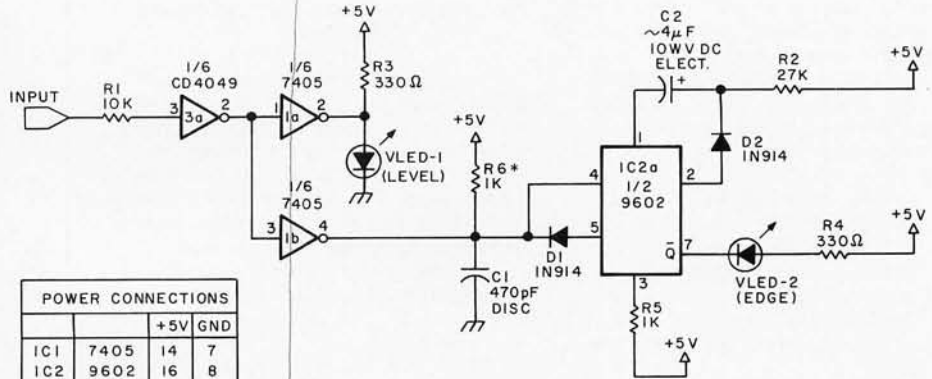 INPUT
R1
10K
1/6
CD4049
3
3a
2
1/6
7405
1
1a
2
+5V
R3
330Ω
VLED-1
(LEVEL)
1/6
7405
3
1b
4
+5V
R6*
1K
C1
470pF
DISC
D1
1N914
4
5
1
IC2a
1/2
9602
2
Q̅
7
3
R5
1K
+5V
C2
~4μF
10WV DC
ELECT.
+
R2
27K
+5V
D2
1N914
VLED-2
(EDGE)
R4
330Ω
+5V
POWER CONNECTIONS
+5V GND
IC1 7405 14 7
IC2 9602 16 8